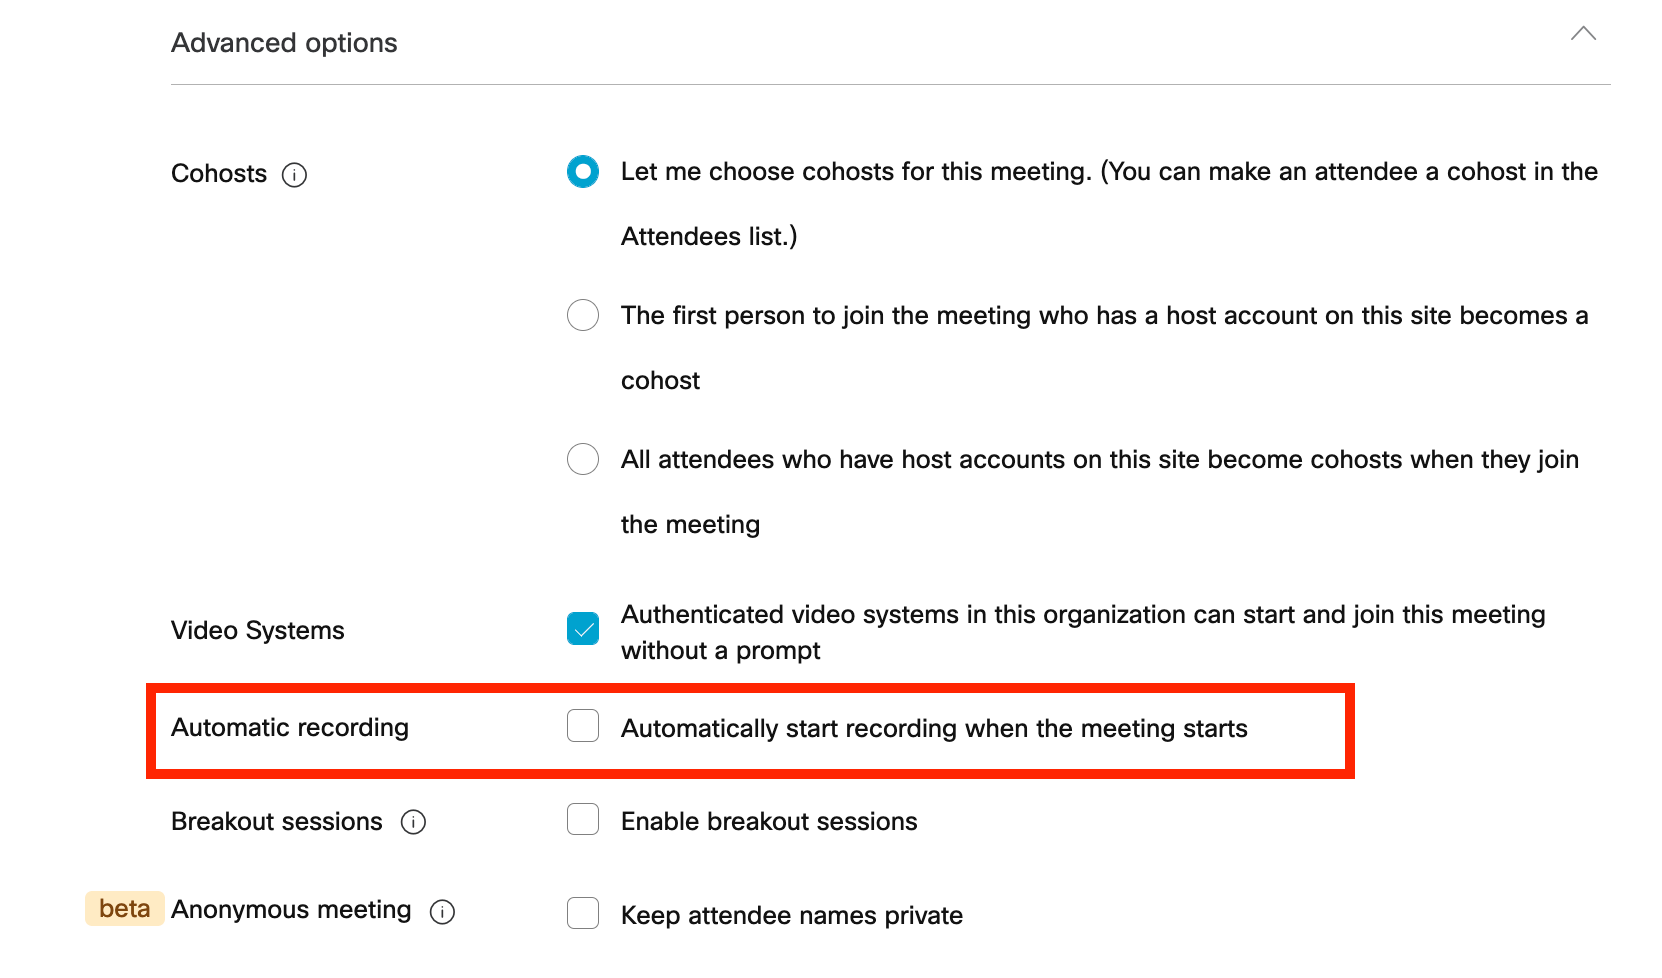 Advanced options
Cohosts
Let me choose cohosts for this meeting. (You can make an attendee a cohost in the
Attendees list.)
The first person to join the meeting who has a host account on this site becomes a
cohost
All attendees who have host accounts on this site become cohosts when they join
the meeting
Video Systems
Authenticated video systems in this organization can start and join this meeting
without a prompt
Automatic recording
Automatically start recording when the meeting starts
Breakout sessions
Enable breakout sessions
beta Anonymous meeting
Keep attendee names private